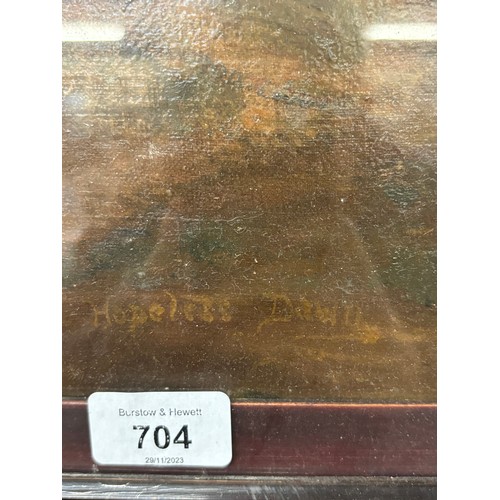 Hopeless Dawn
Burstow & Hewett
704
29/11/2023